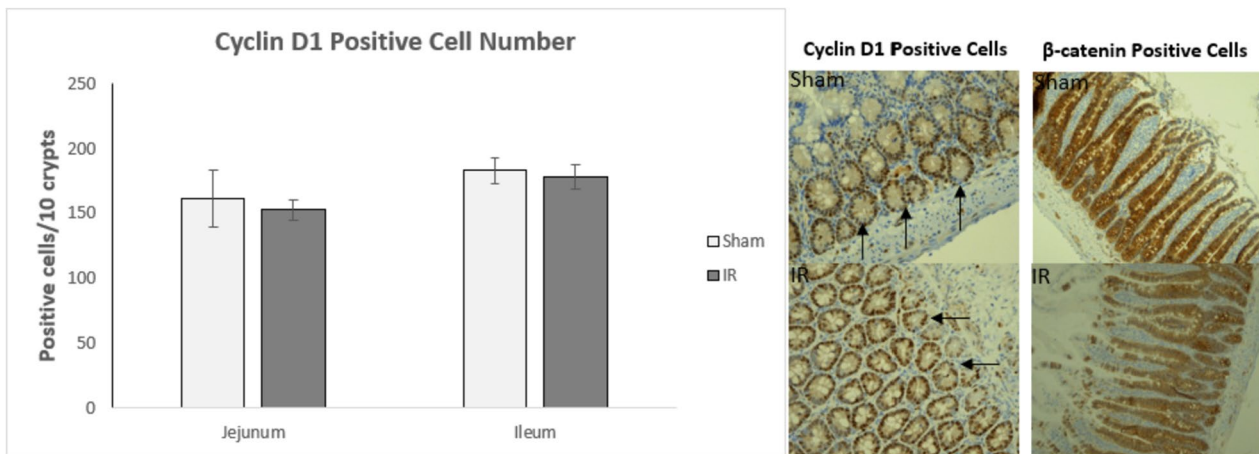 Cyclin D1 Positive Cell Number
Positive cells/10 crypts
250
200
150
100
50
0
Jejunum
Ileum
Sham
IR
Cyclin D1 Positive Cells
Sham
IR
β-catenin Positive Cells
Sham
IR